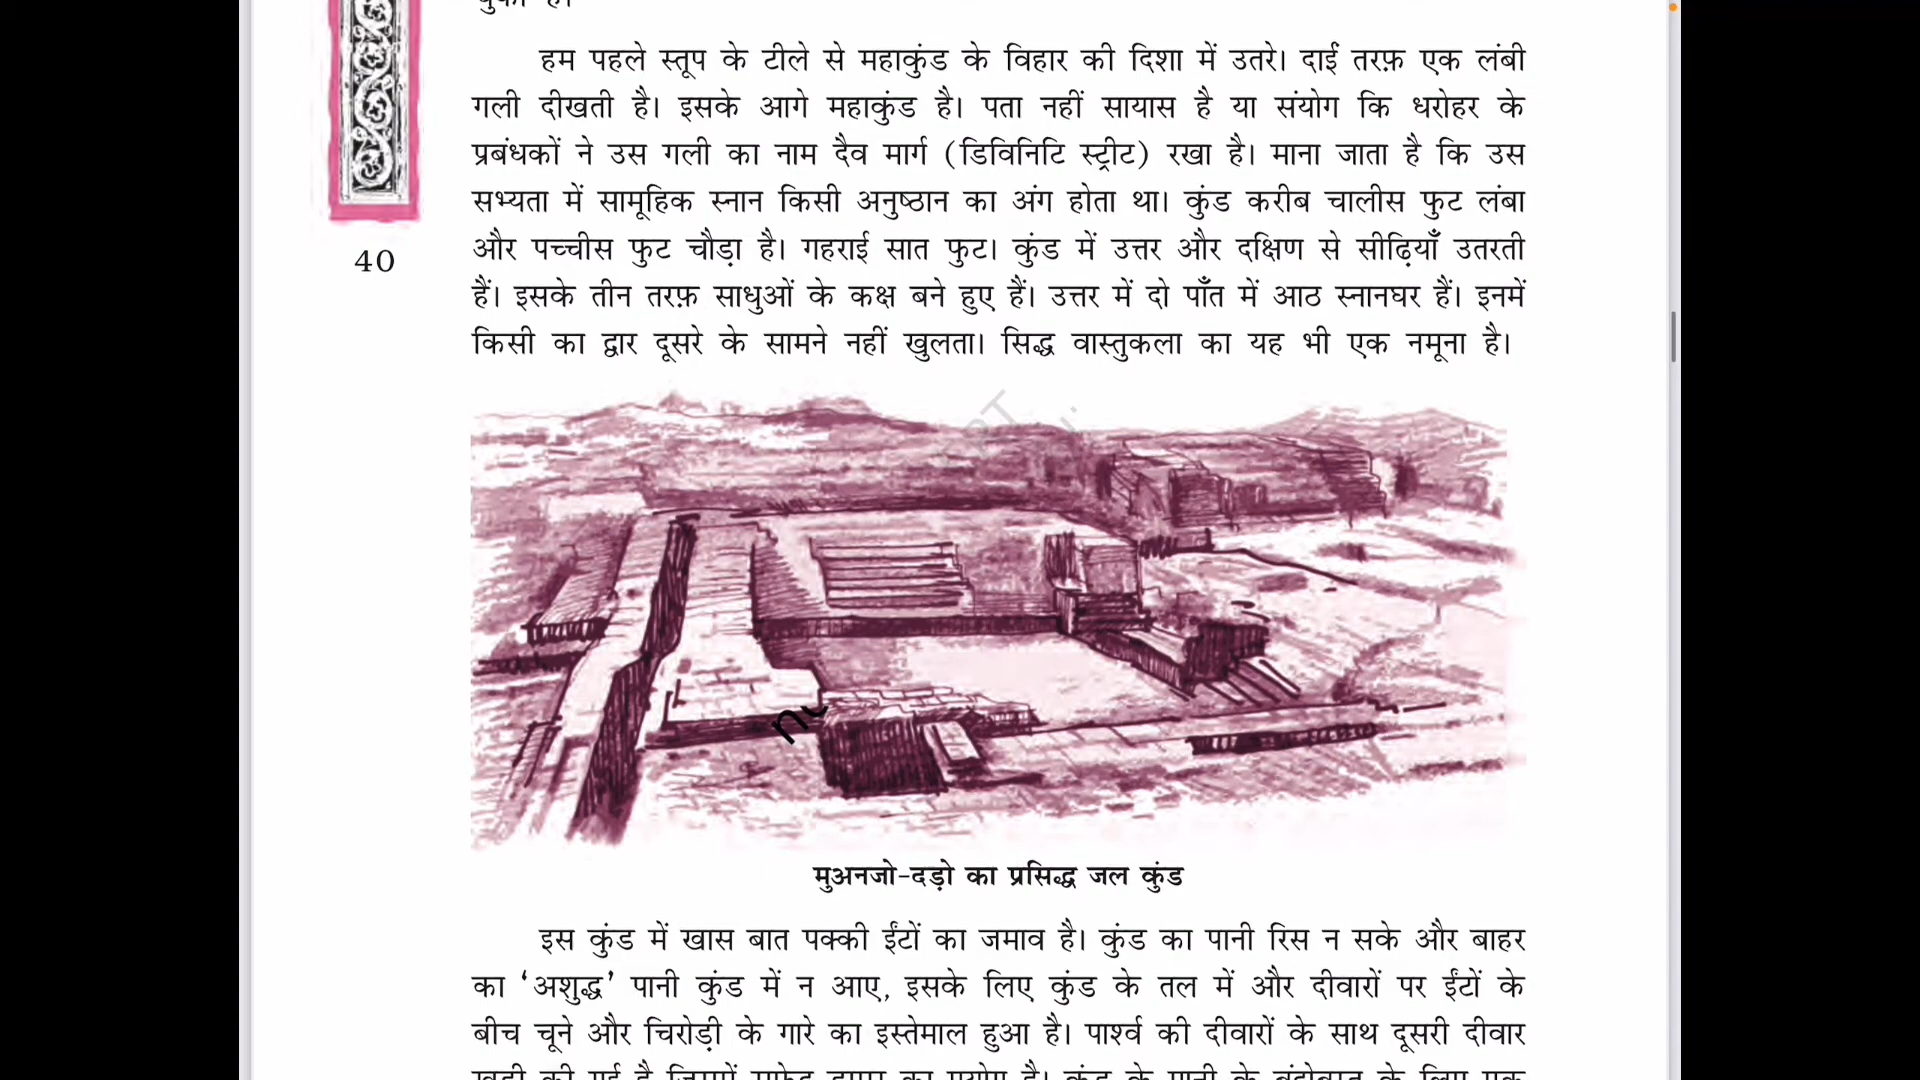 हम पहले स्तूप के टीले से महाकुंड के विहार की दिशा में उतरे। दाईं तरफ़ एक लंबी
गली दीखती है। इसके आगे महाकुंड है। पता नहीं सायास है या संयोग कि धरोहर के
प्रबंधकों ने उस गली का नाम दैव मार्ग (डिविनिटि स्ट्रीट) रखा है। माना जाता है कि उस
सभ्यता में सामूहिक स्नान किसी अनुष्ठान का अंग होता था। कुंड करीब चालीस फुट लंबा
और पच्चीस फुट चौड़ा है। गहराई सात फुट। कुंड में उत्तर और दक्षिण से सीढ़ियाँ उतरती
40
हैं। इसके तीन तरफ़ साधुओं के कक्ष बने हुए हैं। उत्तर में दो पाँत में आठ स्नानघर हैं। इनमें
किसी का द्वार दूसरे के सामने नहीं खुलता। सिद्ध वास्तुकला का यह भी एक नमूना है।
मुअनजो-दड़ो का प्रसिद्ध जल कुंड
इस कुंड में खास बात पक्की ईंटों का जमाव है। कुंड का पानी रिस न सके और बाहर
का ‘अशुद्ध’ पानी कुंड में न आए, इसके लिए कुंड के तल में और दीवारों पर ईंटों के
बीच चूने और चिरोड़ी के गारे का इस्तेमाल हुआ है। पार्श्व की दीवारों के साथ दूसरी दीवार